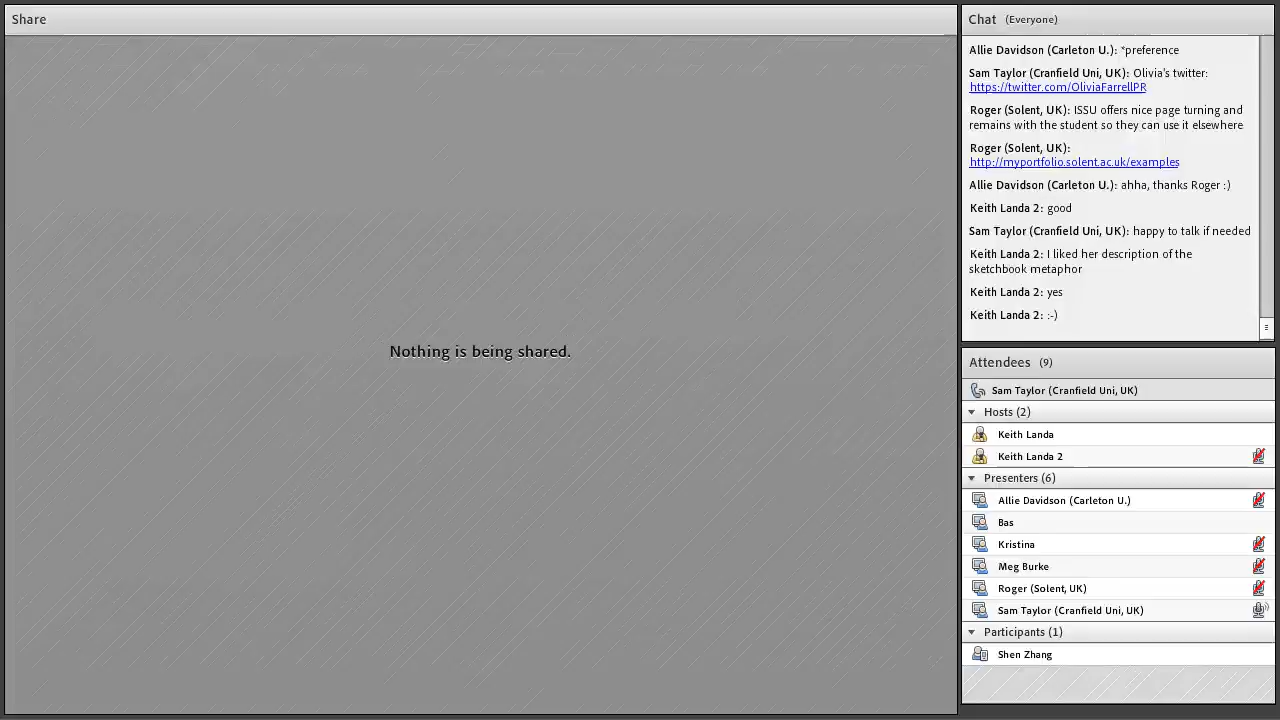 Share
Nothing is being shared.
Chat (Everyone)
Allie Davidson (Carleton U.): *preference
Sam Taylor (Cranfield Uni, UK): Olivia's twitter:
https://twitter.com/OliviaFarrellPR
Roger (Solent, UK): ISSU offers nice page turning and
remains with the student so they can use it elsewhere
Roger (Solent, UK):
http://myportfolio.solent.ac.uk/examples
Allie Davidson (Carleton U.): ahha, thanks Roger :)
Keith Landa 2: good
Sam Taylor (Cranfield Uni, UK): happy to talk if needed
Keith Landa 2: I liked her description of the
sketchbook metaphor
Keith Landa 2: yes
Keith Landa 2: :-)
Attendees (9)
Sam Taylor (Cranfield Uni, UK)
Hosts (2)
Keith Landa
Keith Landa 2
Presenters (6)
Allie Davidson (Carleton U.)
Bas
Kristina
Meg Burke
Roger (Solent, UK)
Sam Taylor (Cranfield Uni, UK)
Participants (1)
Shen Zhang